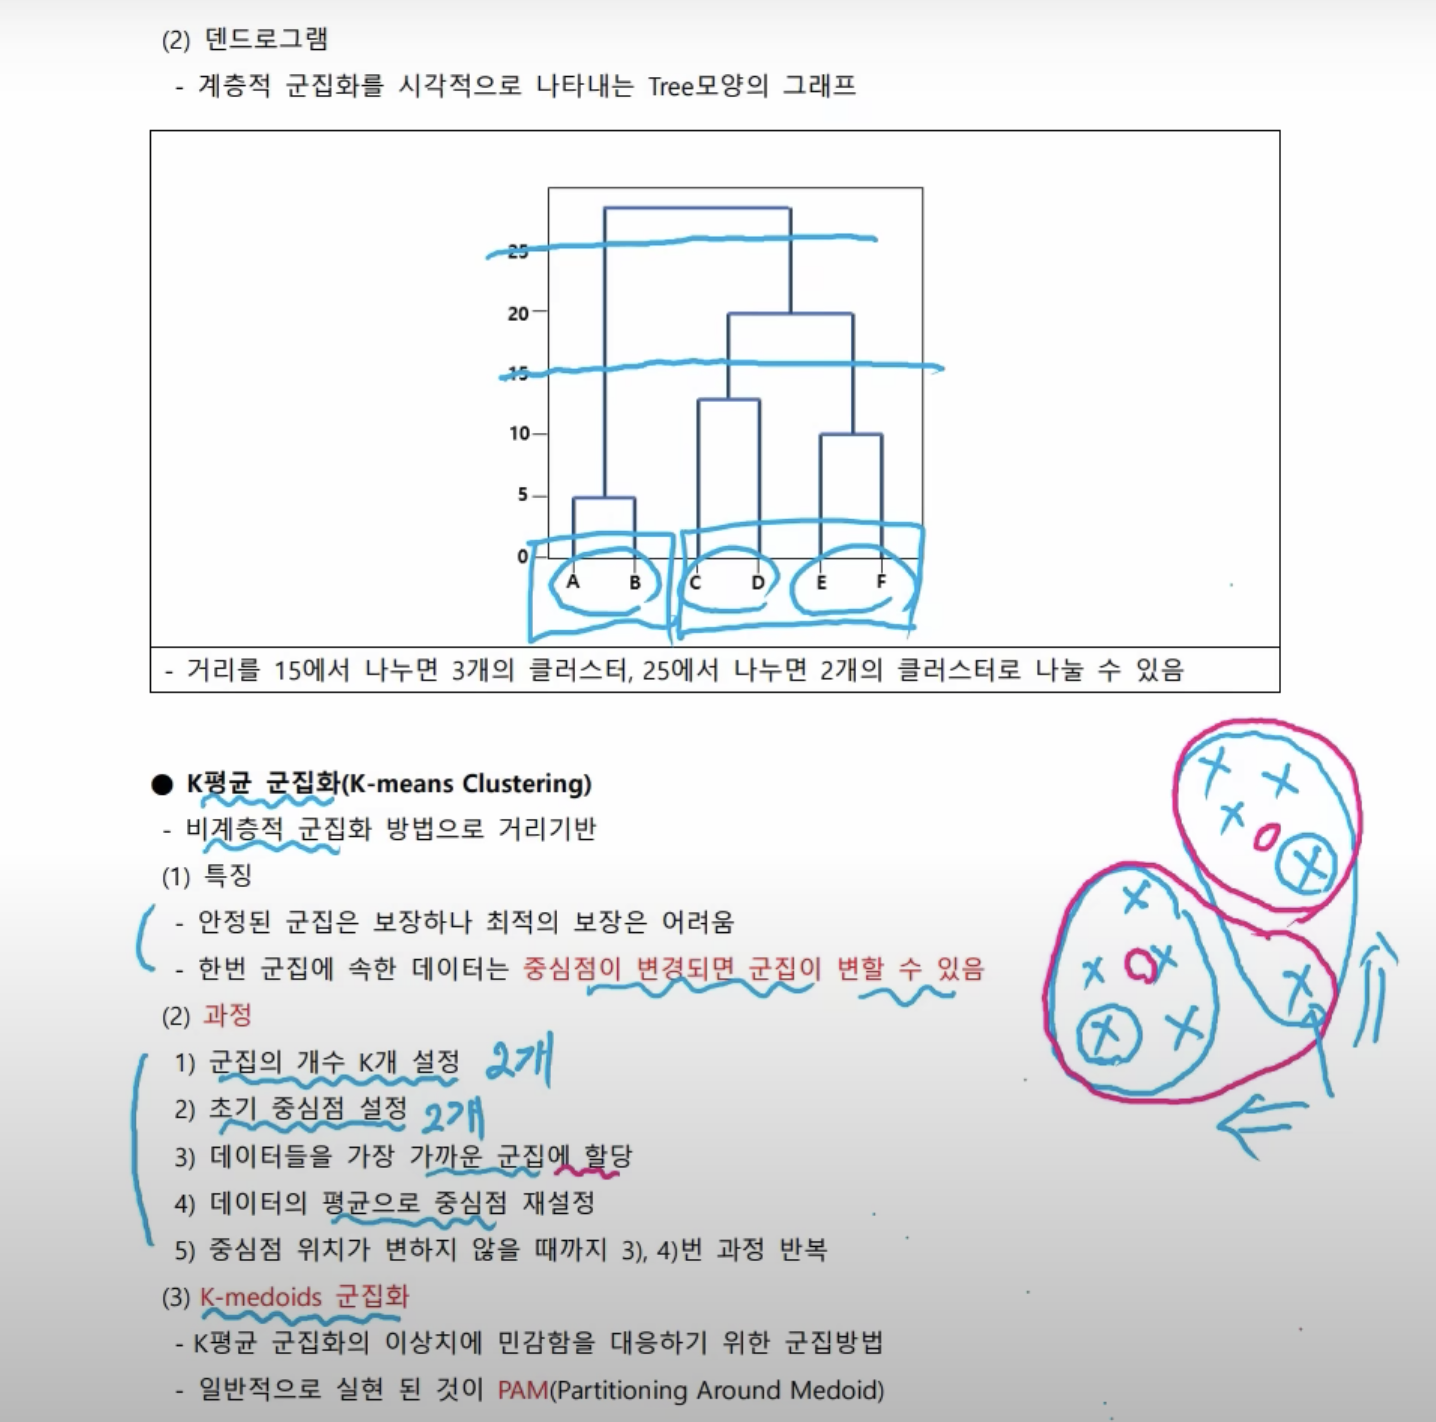 (2) 덴드로그램
- 계층적 군집화를 시각적으로 나타내는 Tree모양의 그래프
25
20
15
10
5
0
A B C D E F
- 거리를 15에서 나누면 3개의 클러스터, 25에서 나누면 2개의 클러스터로 나눌 수 있음
● K평균 군집화(K-means Clustering)
- 비계층적 군집화 방법으로 거리기반
(1) 특징
- 안정된 군집은 보장하나 최적의 보장은 어려움
- 한번 군집에 속한 데이터는 중심점이 변경되면 군집이 변할 수 있음
(2) 과정
1) 군집의 개수 K개 설정 2개
2) 초기 중심점 설정 2개
3) 데이터들을 가장 가까운 군집에 할당
4) 데이터의 평균으로 중심점 재설정
5) 중심점 위치가 변하지 않을 때까지 3), 4)번 과정 반복
(3) K-medoids 군집화
- K평균 군집화의 이상치에 민감함을 대응하기 위한 군집방법
- 일반적으로 실현 된 것이 PAM(Partitioning Around Medoid)